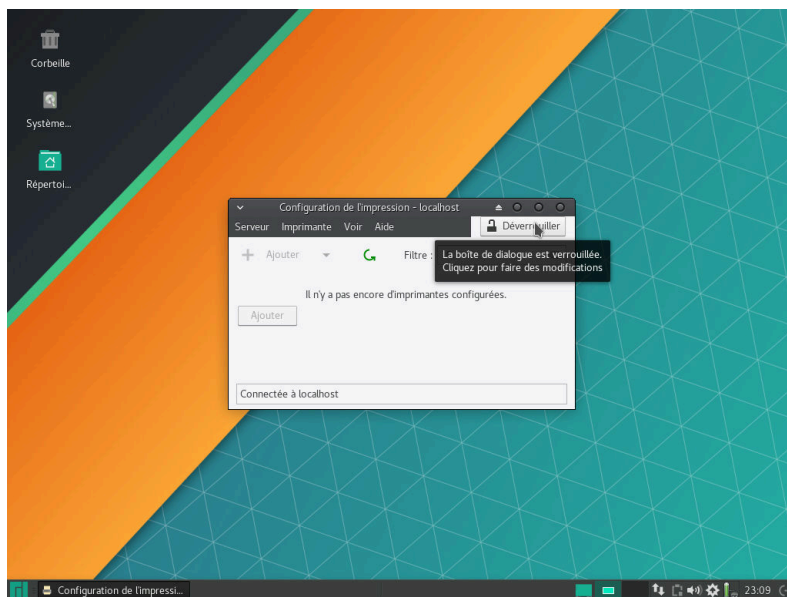 Corbeille
Système...
Répertoi...
Configuration de l'impression - localhost
Serveur Imprimante Voir Aide
Ajouter
Filtre :
La boîte de dialogue est verrouillée.
Cliquez pour faire des modifications
Il n'y a pas encore d'imprimantes configurées.
Ajouter
Connectée à localhost
Configuration de l'impressi...
23:09